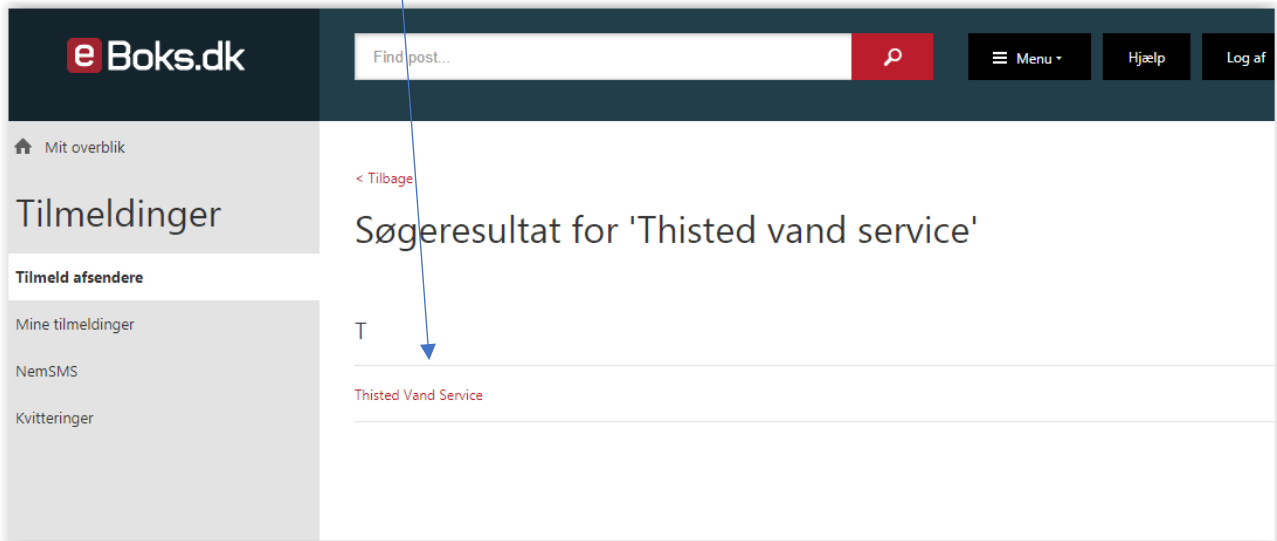 e Boks.dk
Find post...
Menu
Hjælp
Log af
Mit overblik
Tilmeldinger
Tilmeld afsendere
Mine tilmeldinger
NemSMS
Kvitteringer
< Tilbage
Søgeresultat for 'Thisted vand service'
T
Thisted Vand Service